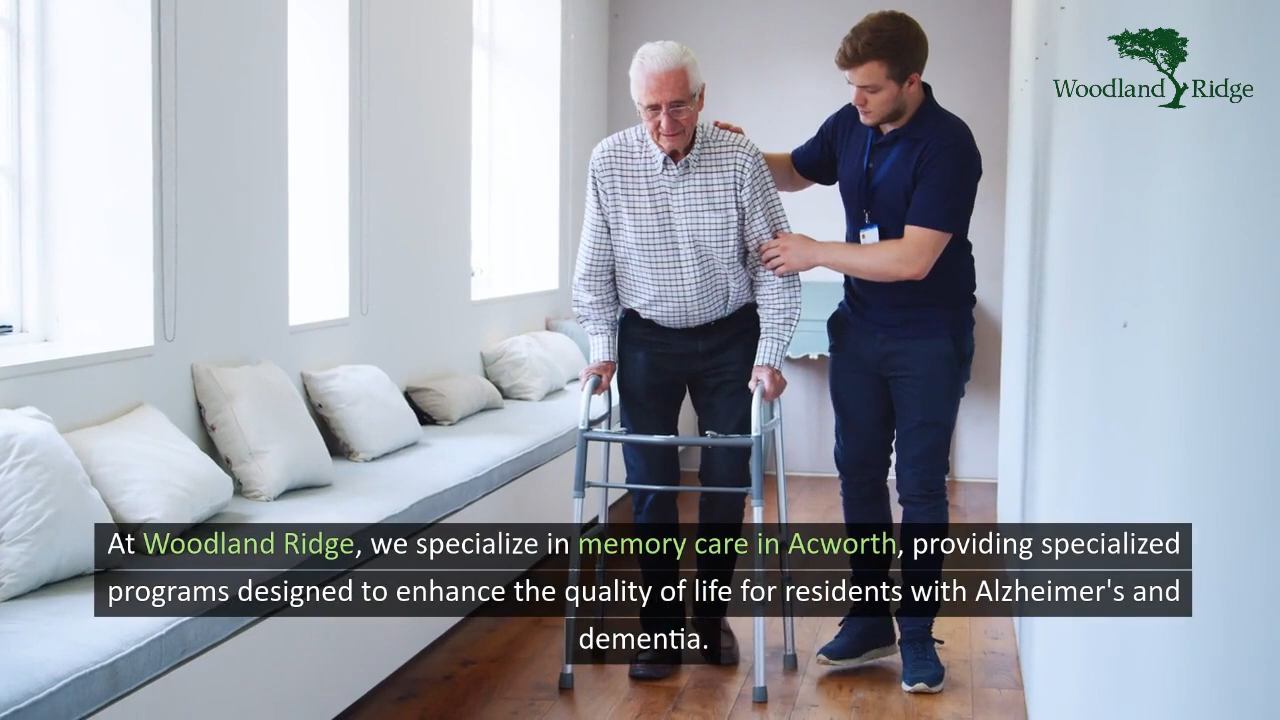 Woodland Ridge
At Woodland Ridge, we specialize in memory care in Acworth, providing specialized
programs designed to enhance the quality of life for residents with Alzheimer's and
dementia.